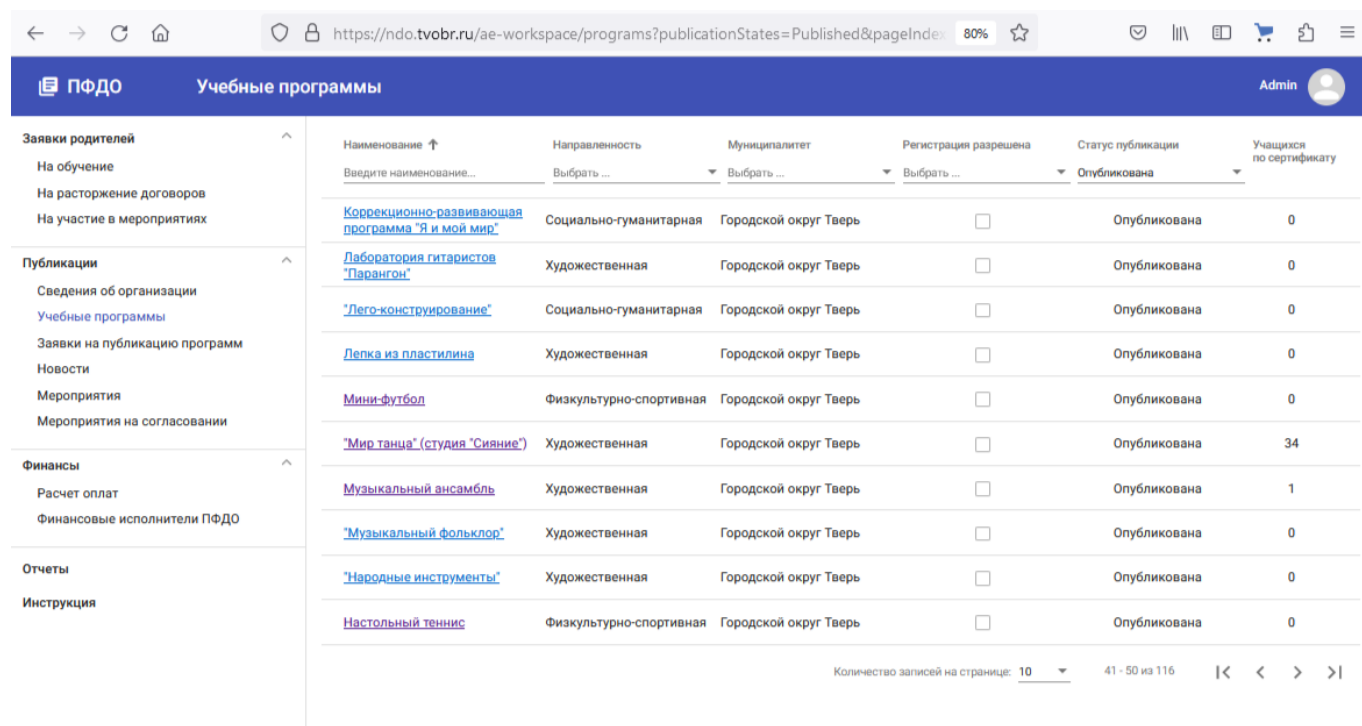 https://ndo.tvobr.ru/ae-workspace/programs?publicationStates=Published&pageIndex 80%
ПФДО Учебные программы Admin
Заявки родителей
На обучение
На расторжение договоров
На участие в мероприятиях
Публикации
Сведения об организации
Учебные программы
Заявки на публикацию программ
Новости
Мероприятия
Мероприятия на согласовании
Финансы
Расчет оплат
Финансовые исполнители ПФДО
Отчеты
Инструкция
Наименование Направленность Муниципалитет Регистрация разрешена Статус публикации Учащихся
по сертификату
Введите наименование... Выбрать ... Выбрать ... Выбрать ... Опубликована
Коррекционно-развивающая
программа "Я и мой мир" Социально-гуманитарная Городской округ Тверь Опубликована 0
Лаборатория гитаристов
"Парангон" Художественная Городской округ Тверь Опубликована 0
"Лего-конструирование" Социально-гуманитарная Городской округ Тверь Опубликована 0
Лепка из пластилина Художественная Городской округ Тверь Опубликована 0
Мини-футбол Физкультурно-спортивная Городской округ Тверь Опубликована 0
"Мир танца" (студия "Сияние") Художественная Городской округ Тверь Опубликована 34
Музыкальный ансамбль Художественная Городской округ Тверь Опубликована 1
"Музыкальный фольклор" Художественная Городской округ Тверь Опубликована 0
"Народные инструменты" Художественная Городской округ Тверь Опубликована 0
Настольный теннис Физкультурно-спортивная Городской округ Тверь Опубликована 0
Количество записей на странице: 10 41 - 50 из 116